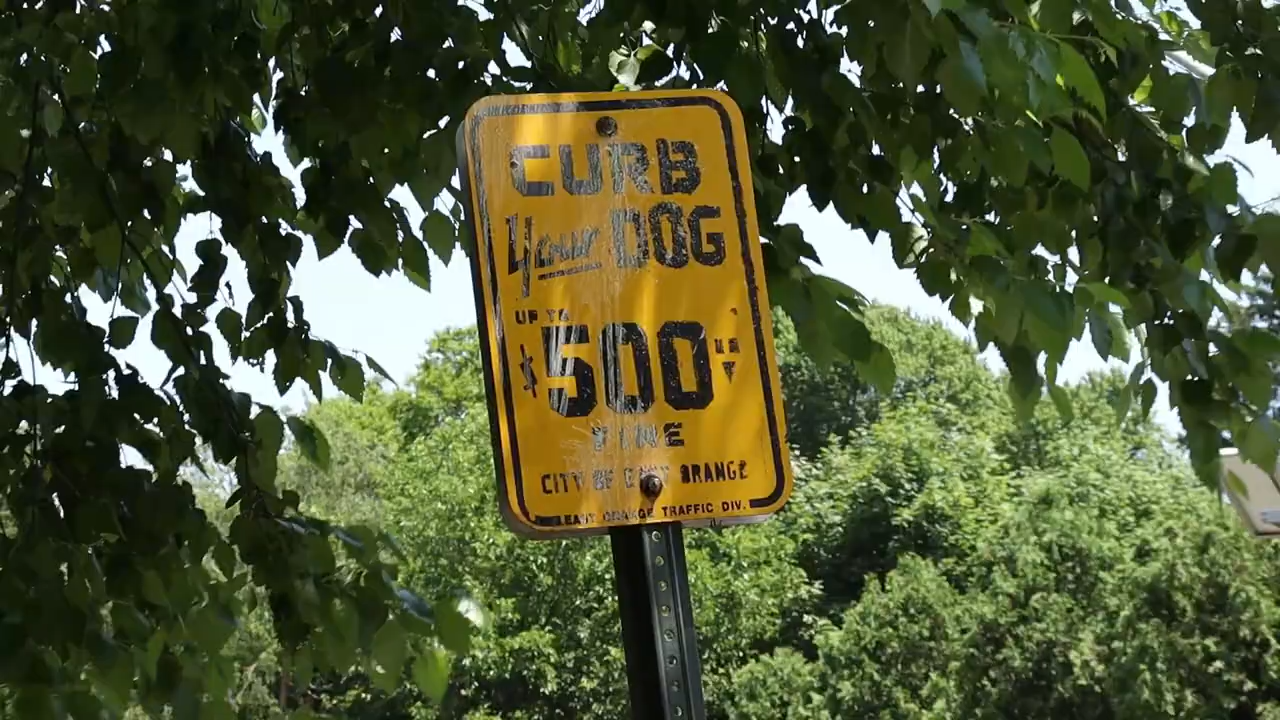 CURB
Your DOG
UP TO
$500
FINE
CITY OF EAST ORANGE
EAST ORANGE TRAFFIC DIV.